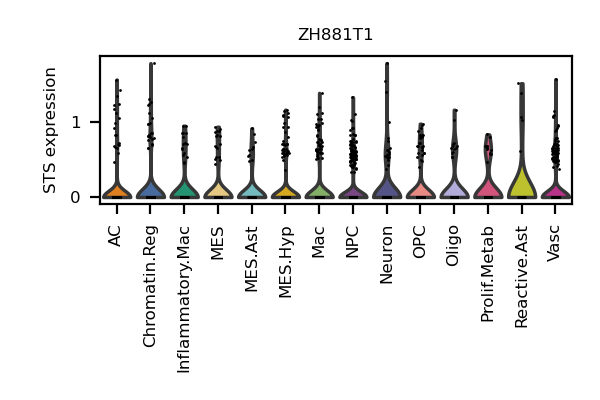 ZH881T1
STS expression
1
0
AC
Chromatin.Reg
Inflammatory.Mac
MES
MES.Ast
MES.Hyp
Mac
NPC
Neuron
OPC
Oligo
Prolif.Metab
Reactive.Ast
Vasc